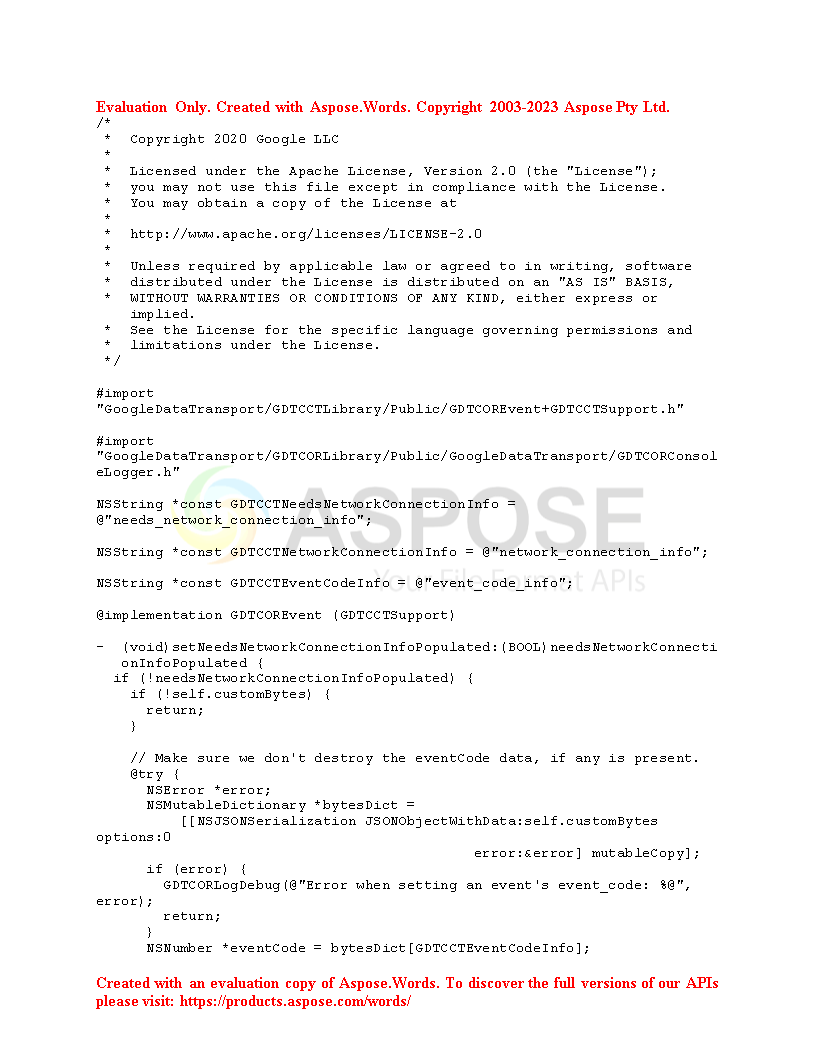 Evaluation Only. Created with Aspose.Words. Copyright 2003-2023 Aspose Pty Ltd.
/*
 * Copyright 2020 Google LLC
 *
 * Licensed under the Apache License, Version 2.0 (the "License");
 * you may not use this file except in compliance with the License.
 * You may obtain a copy of the License at
 *
 * http://www.apache.org/licenses/LICENSE-2.0
 *
 * Unless required by applicable law or agreed to in writing, software
 * distributed under the License is distributed on an "AS IS" BASIS,
 * WITHOUT WARRANTIES OR CONDITIONS OF ANY KIND, either express or
   implied.
 * See the License for the specific language governing permissions and
 * limitations under the License.
 */
#import
"GoogleDataTransport/GDTCCTLibrary/Public/GDTCOREvent+GDTCCTSupport.h"
#import
"GoogleDataTransport/GDTCORLibrary/Public/GoogleDataTransport/GDTCORConsol
eLogger.h"
NSString *const GDTCCTNeedsNetworkConnectionInfo =
@"needs_network_connection_info";
ASPOSE
NSString *const GDTCCTNetworkConnectionInfo = @"network_connection_info";
Your File Format APIs
NSString *const GDTCCTEventCodeInfo = @"event_code_info";
@implementation GDTCOREvent (GDTCCTSupport)
- (void)setNeedsNetworkConnectionInfoPopulated:(BOOL)needsNetworkConnecti
onInfoPopulated {
  if (!needsNetworkConnectionInfoPopulated) {
    if (!self.customBytes) {
      return;
    }
    // Make sure we don't destroy the eventCode data, if any is present.
    @try {
      NSError *error;
      NSMutableDictionary *bytesDict =
          [[NSJSONSerialization JSONObjectWithData:self.customBytes
options:0
                                             error:&error] mutableCopy];
      if (error) {
        GDTCORLogDebug(@"Error when setting an event's event_code: %@",
error);
        return;
      }
      NSNumber *eventCode = bytesDict[GDTCCTEventCodeInfo];
Created with an evaluation copy of Aspose.Words. To discover the full versions of our APIs
please visit: https://products.aspose.com/words/